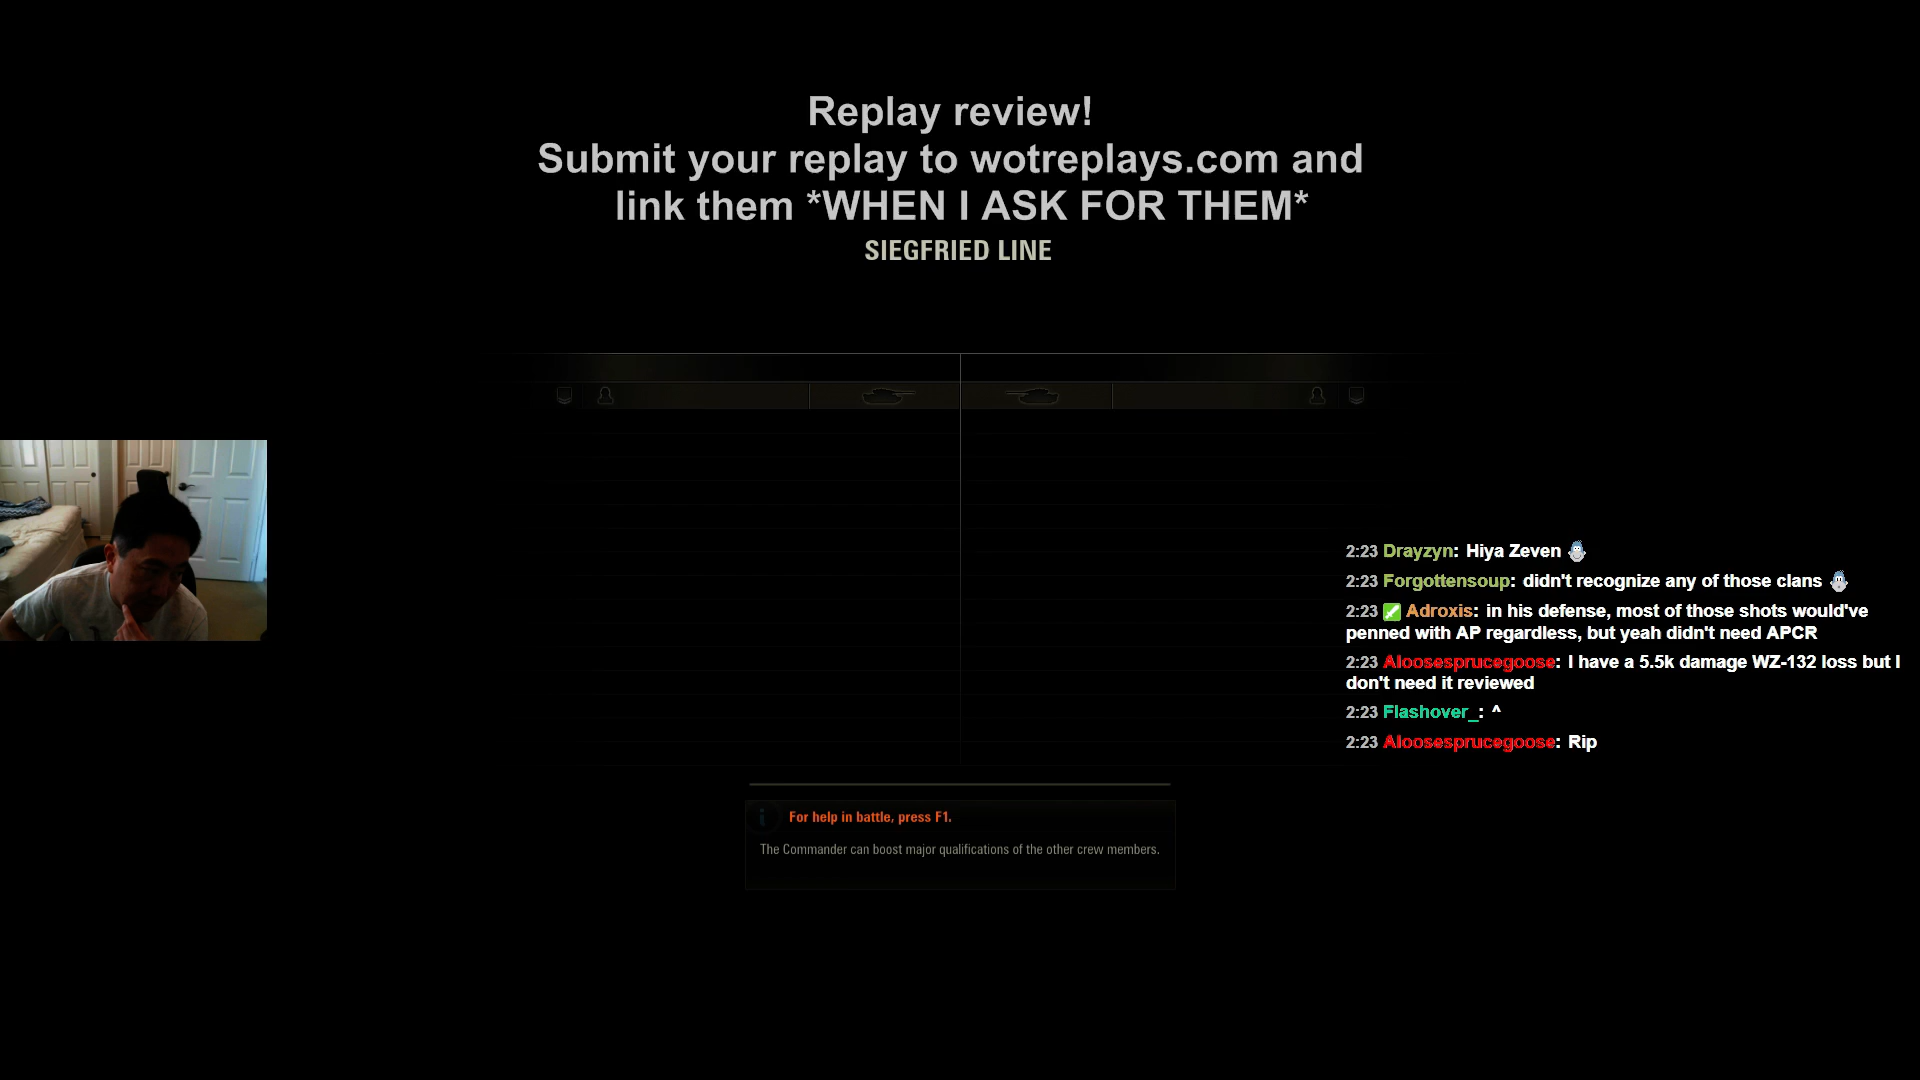 Replay review!
Submit your replay to wotreplays.com and
link them *WHEN I ASK FOR THEM*
SIEGFRIED LINE
2:23 Drayzyn: Hiya Zeven
2:23 Forgottensoup: didn't recognize any of those clans
2:23 Adroxis: in his defense, most of those shots would've
penned with AP regardless, but yeah didn't need APCR
2:23 Aloosesprucegoose: I have a 5.5k damage WZ-132 loss but I
don't need it reviewed
2:23 Flashover_: ^
2:23 Aloosesprucegoose: Rip
For help in battle, press F1.
The Commander can boost major qualifications of the other crew members.